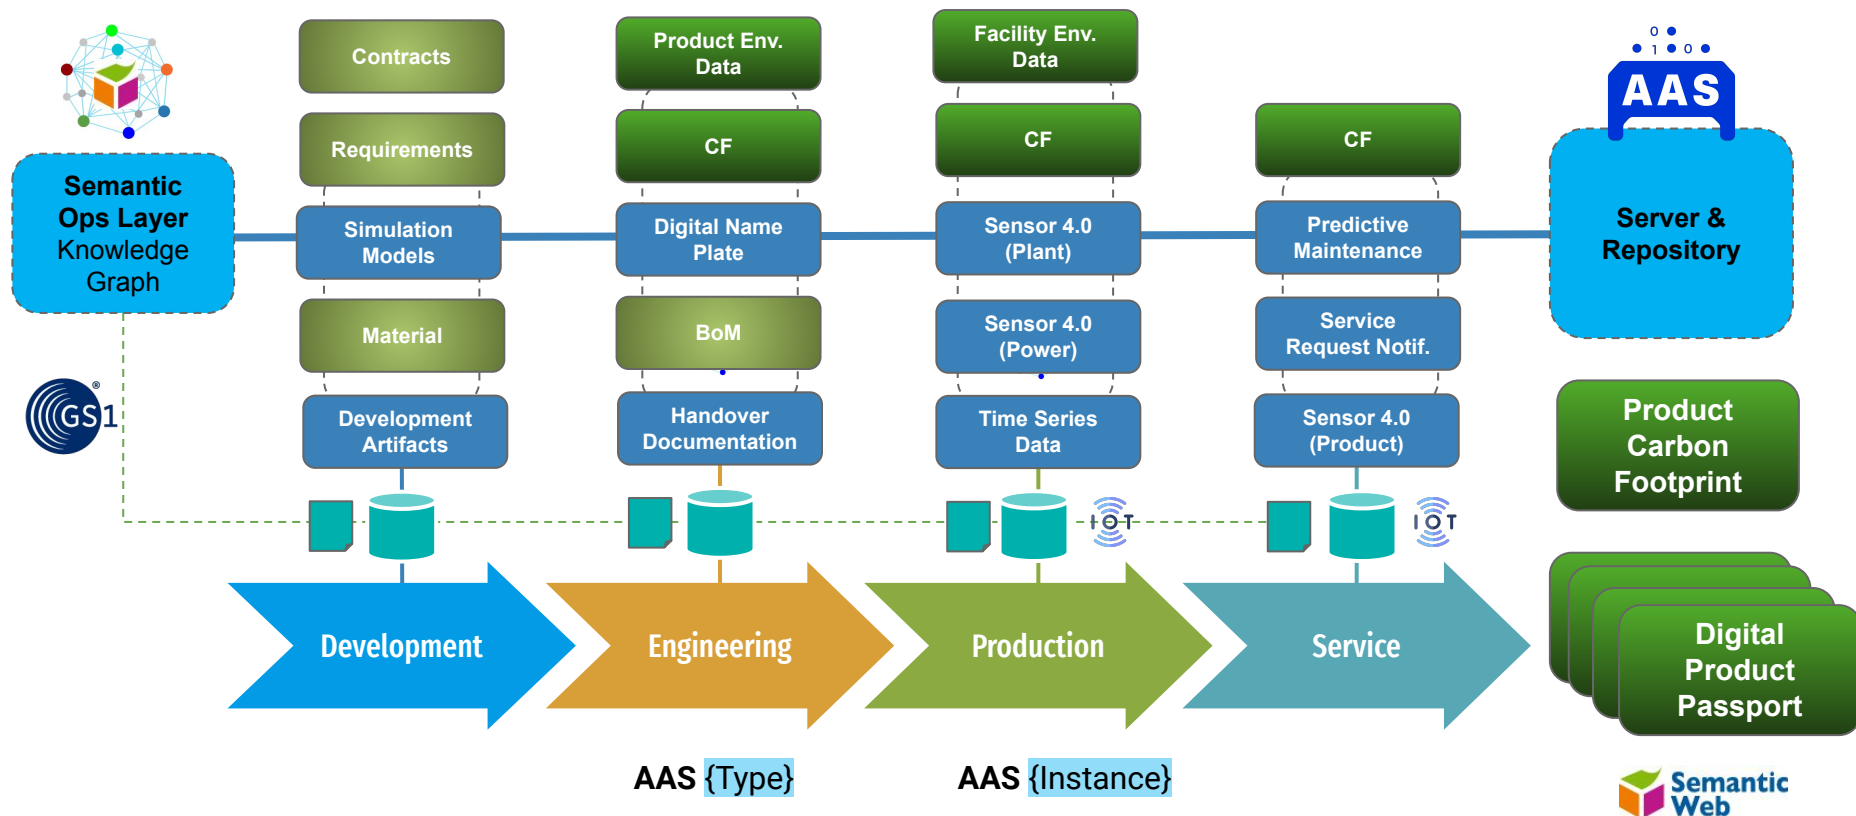 Semantic
Ops Layer
Knowledge
Graph
GS1®
Contracts
Requirements
Simulation
Models
Material
Development
Artifacts
Product Env.
Data
CF
Digital Name
Plate
BoM
Handover
Documentation
Facility Env.
Data
CF
Sensor 4.0
(Plant)
Sensor 4.0
(Power)
Time Series
Data
IOT
CF
Predictive
Maintenance
Service
Request Notif.
Sensor 4.0
(Product)
IOT
0
1 0
AAS
Server &
Repository
Product
Carbon
Footprint
Digital
Product
Passport
Development
Engineering
Production
Service
AAS {Type}
AAS {Instance}
Semantic
Web